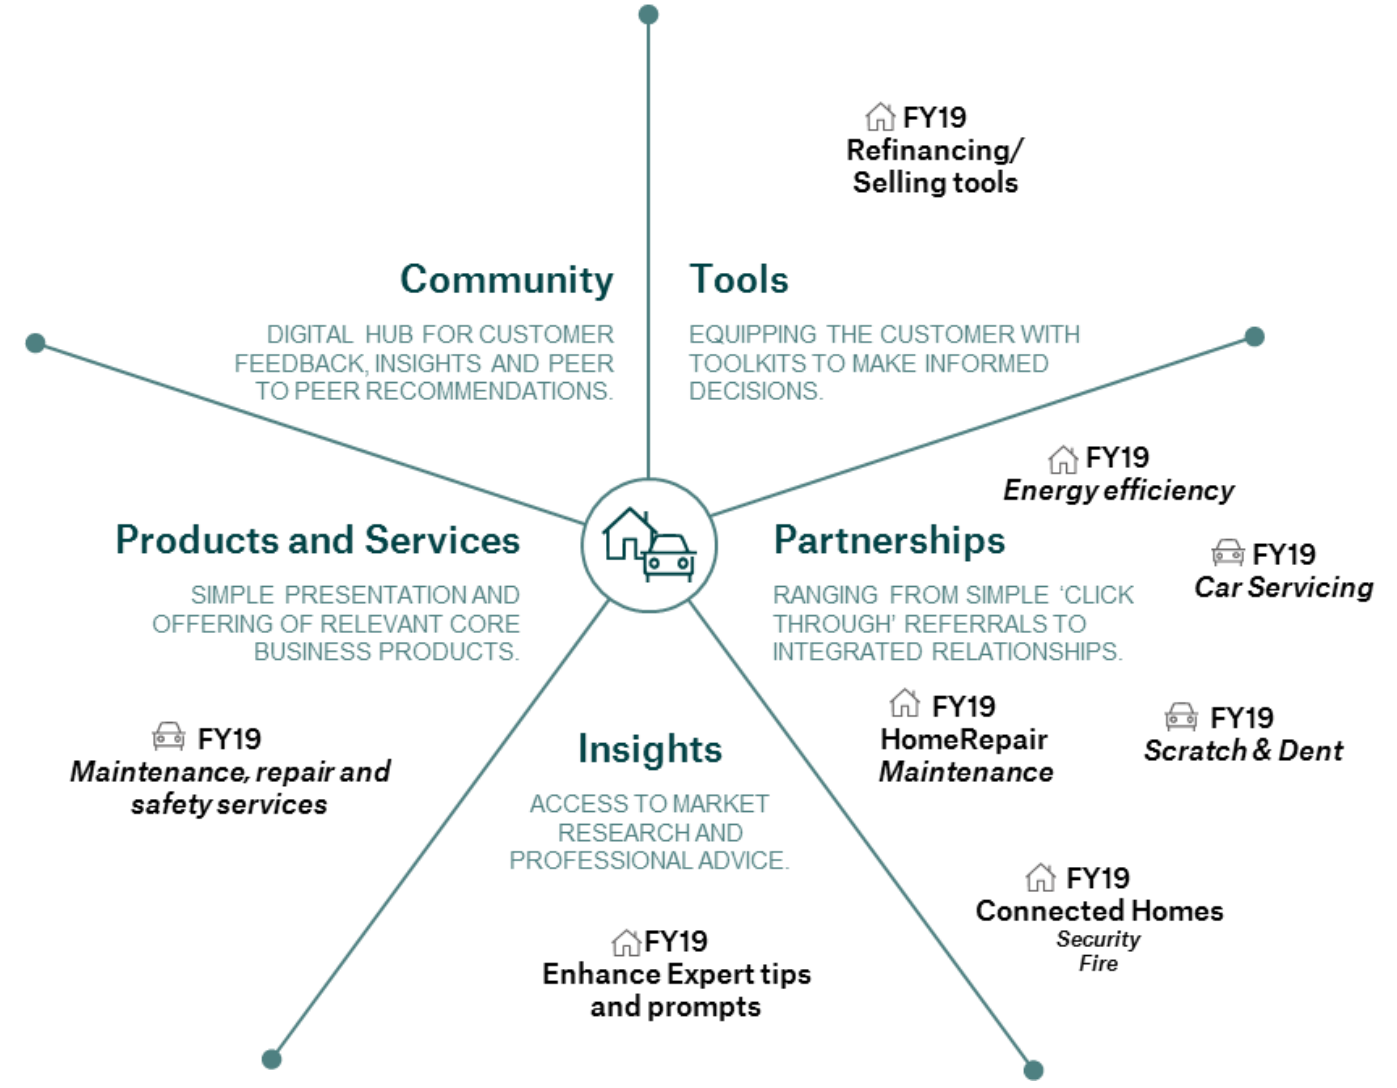 FY19
Refinancing/
Selling tools
Community
DIGITAL HUB FOR CUSTOMER
FEEDBACK, INSIGHTS AND PEER
TO PEER RECOMMENDATIONS.
Tools
EQUIPPING THE CUSTOMER WITH
TOOLKITS TO MAKE INFORMED
DECISIONS.
FY19
Energy efficiency
Products and Services
SIMPLE PRESENTATION AND
OFFERING OF RELEVANT CORE
BUSINESS PRODUCTS.
Partnerships
RANGING FROM SIMPLE ‘CLICK
THROUGH’ REFERRALS TO
INTEGRATED RELATIONSHIPS.
FY19
Car Servicing
FY19
HomeRepair
Maintenance
FY19
Scratch & Dent
FY19
Maintenance, repair and
safety services
Insights
ACCESS TO MARKET
RESEARCH AND
PROFESSIONAL ADVICE.
FY19
Connected Homes
Security
Fire
FY19
Enhance Expert tips
and prompts